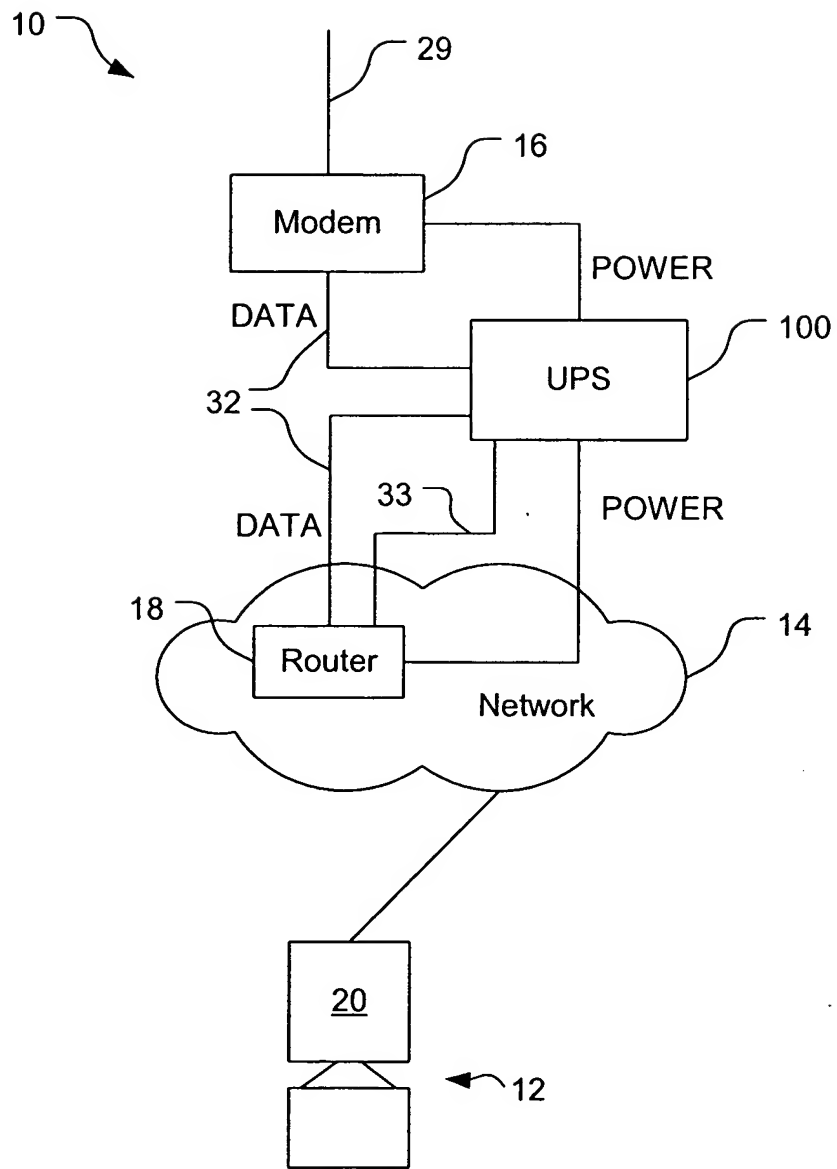 10
29
16
Modem
POWER
DATA
100
UPS
32
33
DATA
POWER
18
14
Router
Network
20
12